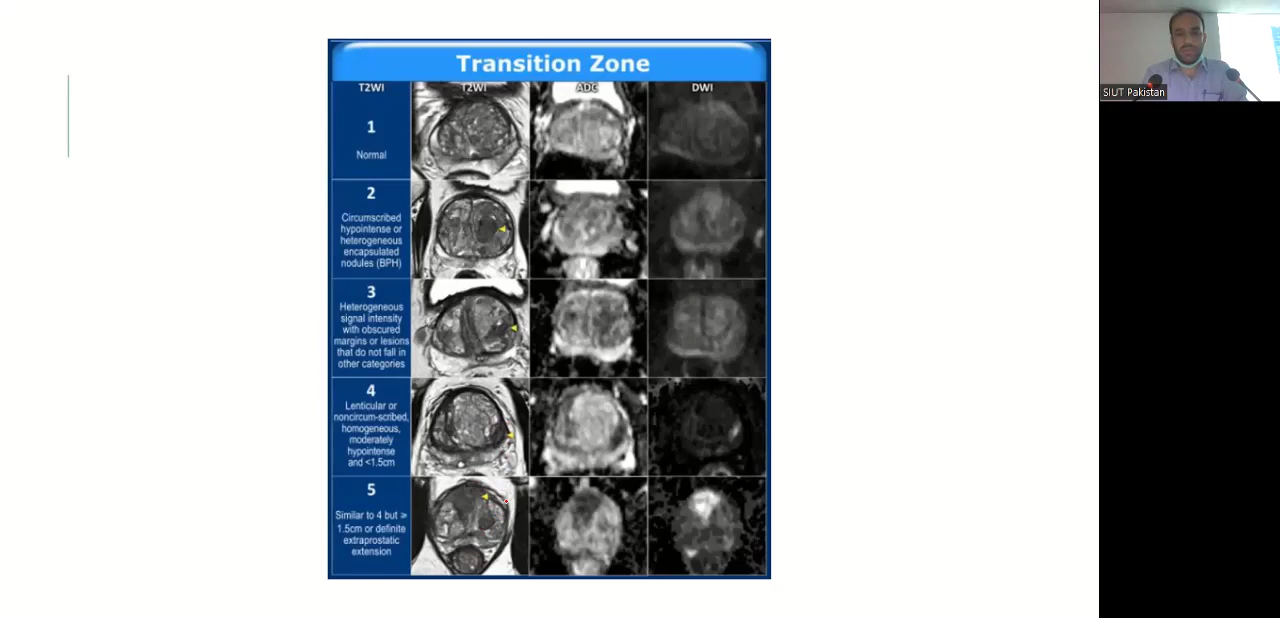 Transition Zone
T2WI
T2WI
ADC
DWI
1
Normal
2
Circumscribed
hypointense or
heterogeneous
encapsulated
nodules (BPH)
3
Heterogeneous
signal intensity
with obscured
margins or lesions
that do not fall in
other categories
4
Lenticular or
noncircum-scribed,
homogeneous,
moderately
hypointense
and <1.5cm
5
Similar to 4 but ≥
1.5cm or definite
extraprostatic
extension
SIUT Pakistan